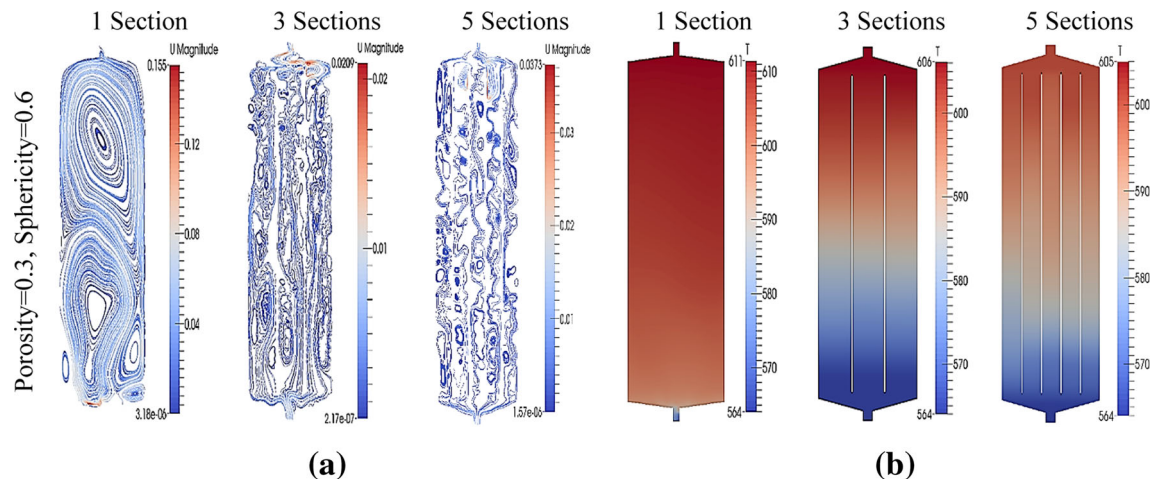 1 Section
3 Sections
5 Sections
1 Section
3 Sections
5 Sections
Porosity=0.3, Sphericity=0.6
U Magnitude
0.155
0.12
0.08
0.04
3.18e-06
U Magnitude
0.0209
0.02
0.01
2.17e-07
U Magnitude
0.0373
0.03
0.02
0.01
1.57e-06
T
611
610
600
590
580
570
564
T
606
600
590
580
570
564
T
605
600
590
580
570
564
(a)
(b)